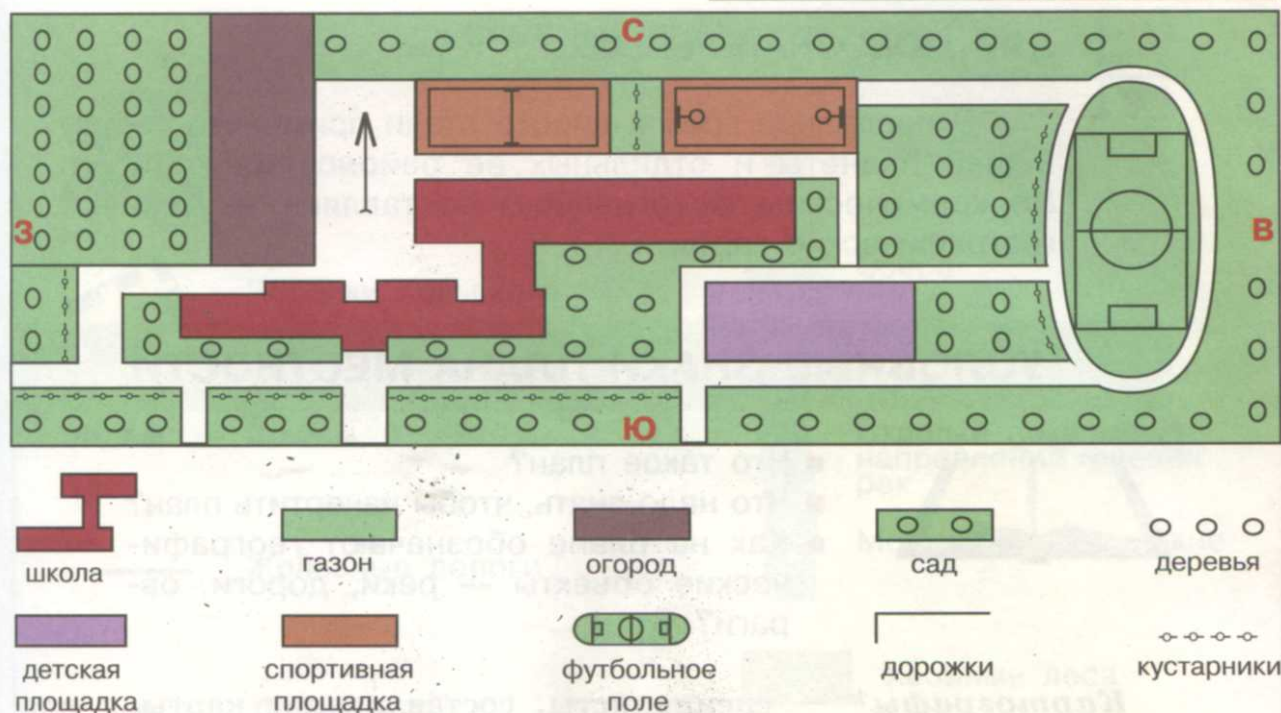 С
З
В
Ю
школа
газон
огород
сад
деревья
детская
площадка
спортивная
площадка
футбольное
поле
дорожки
кустарники